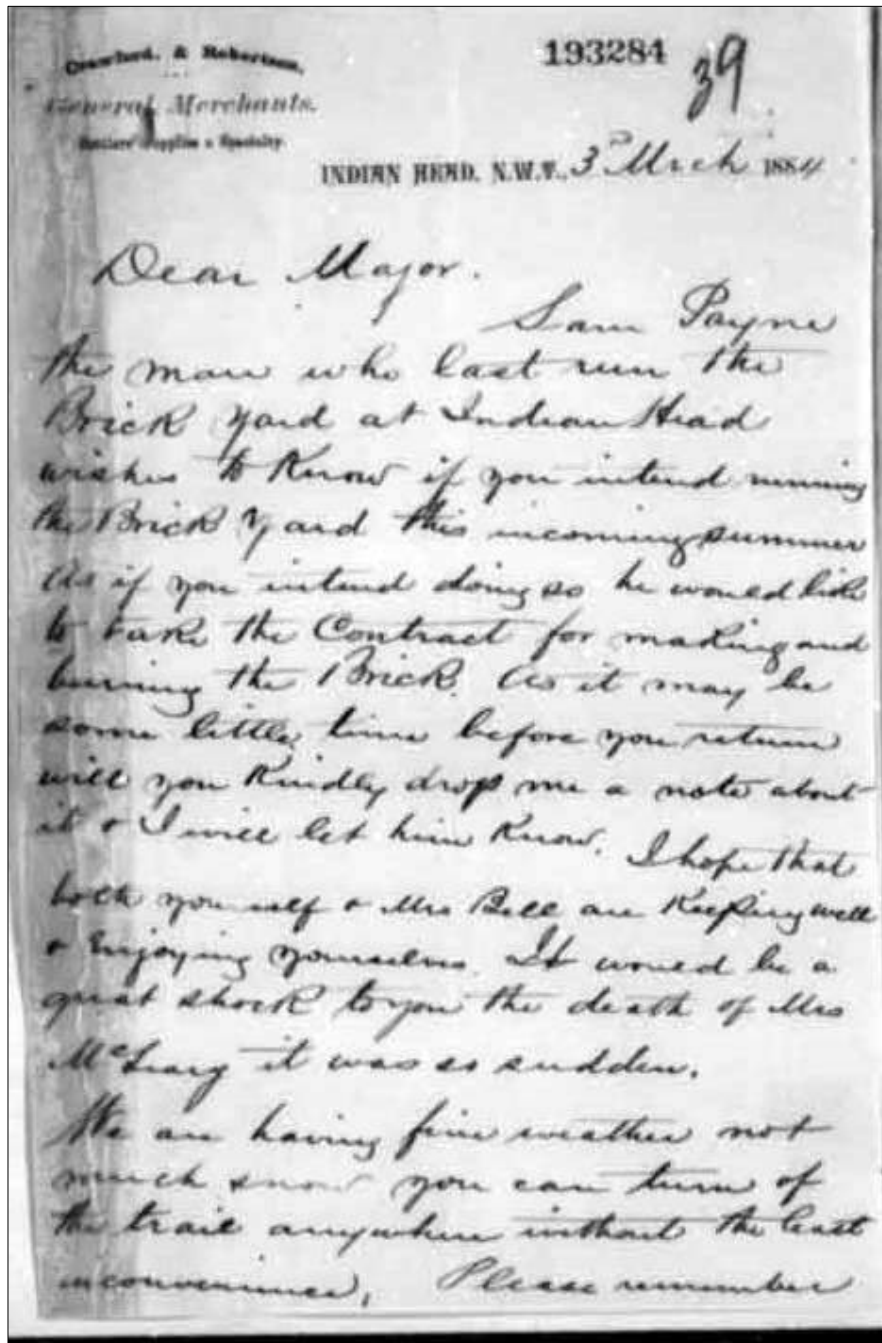 Crawford, & Robertson,
193284
39
General Merchants.
Settlers Supplies a Specialty.
INDIAN HEAD, N.W.T., 3 March 1884
Dear Major.
Sam Payne
the man who last run the
Brick yard at Indian Head
wishes to Know if you intend running
the Brick Yard this incoming summer
As if you intend doing so he would like
to take the Contract for making and
burning the Brick. As it may be
some little time before you return
will you Kindly drop me a note about
it & I will let him Know. I hope that
both yourself & Mrs Bell are Keeping well
& Enjoying yourselves. It would be a
great shock to you the death of Mrs
it was so sudden.
We are having fine weather not
much snow you can turn of
the trail anywhere without the least
inconvenience, Please remember